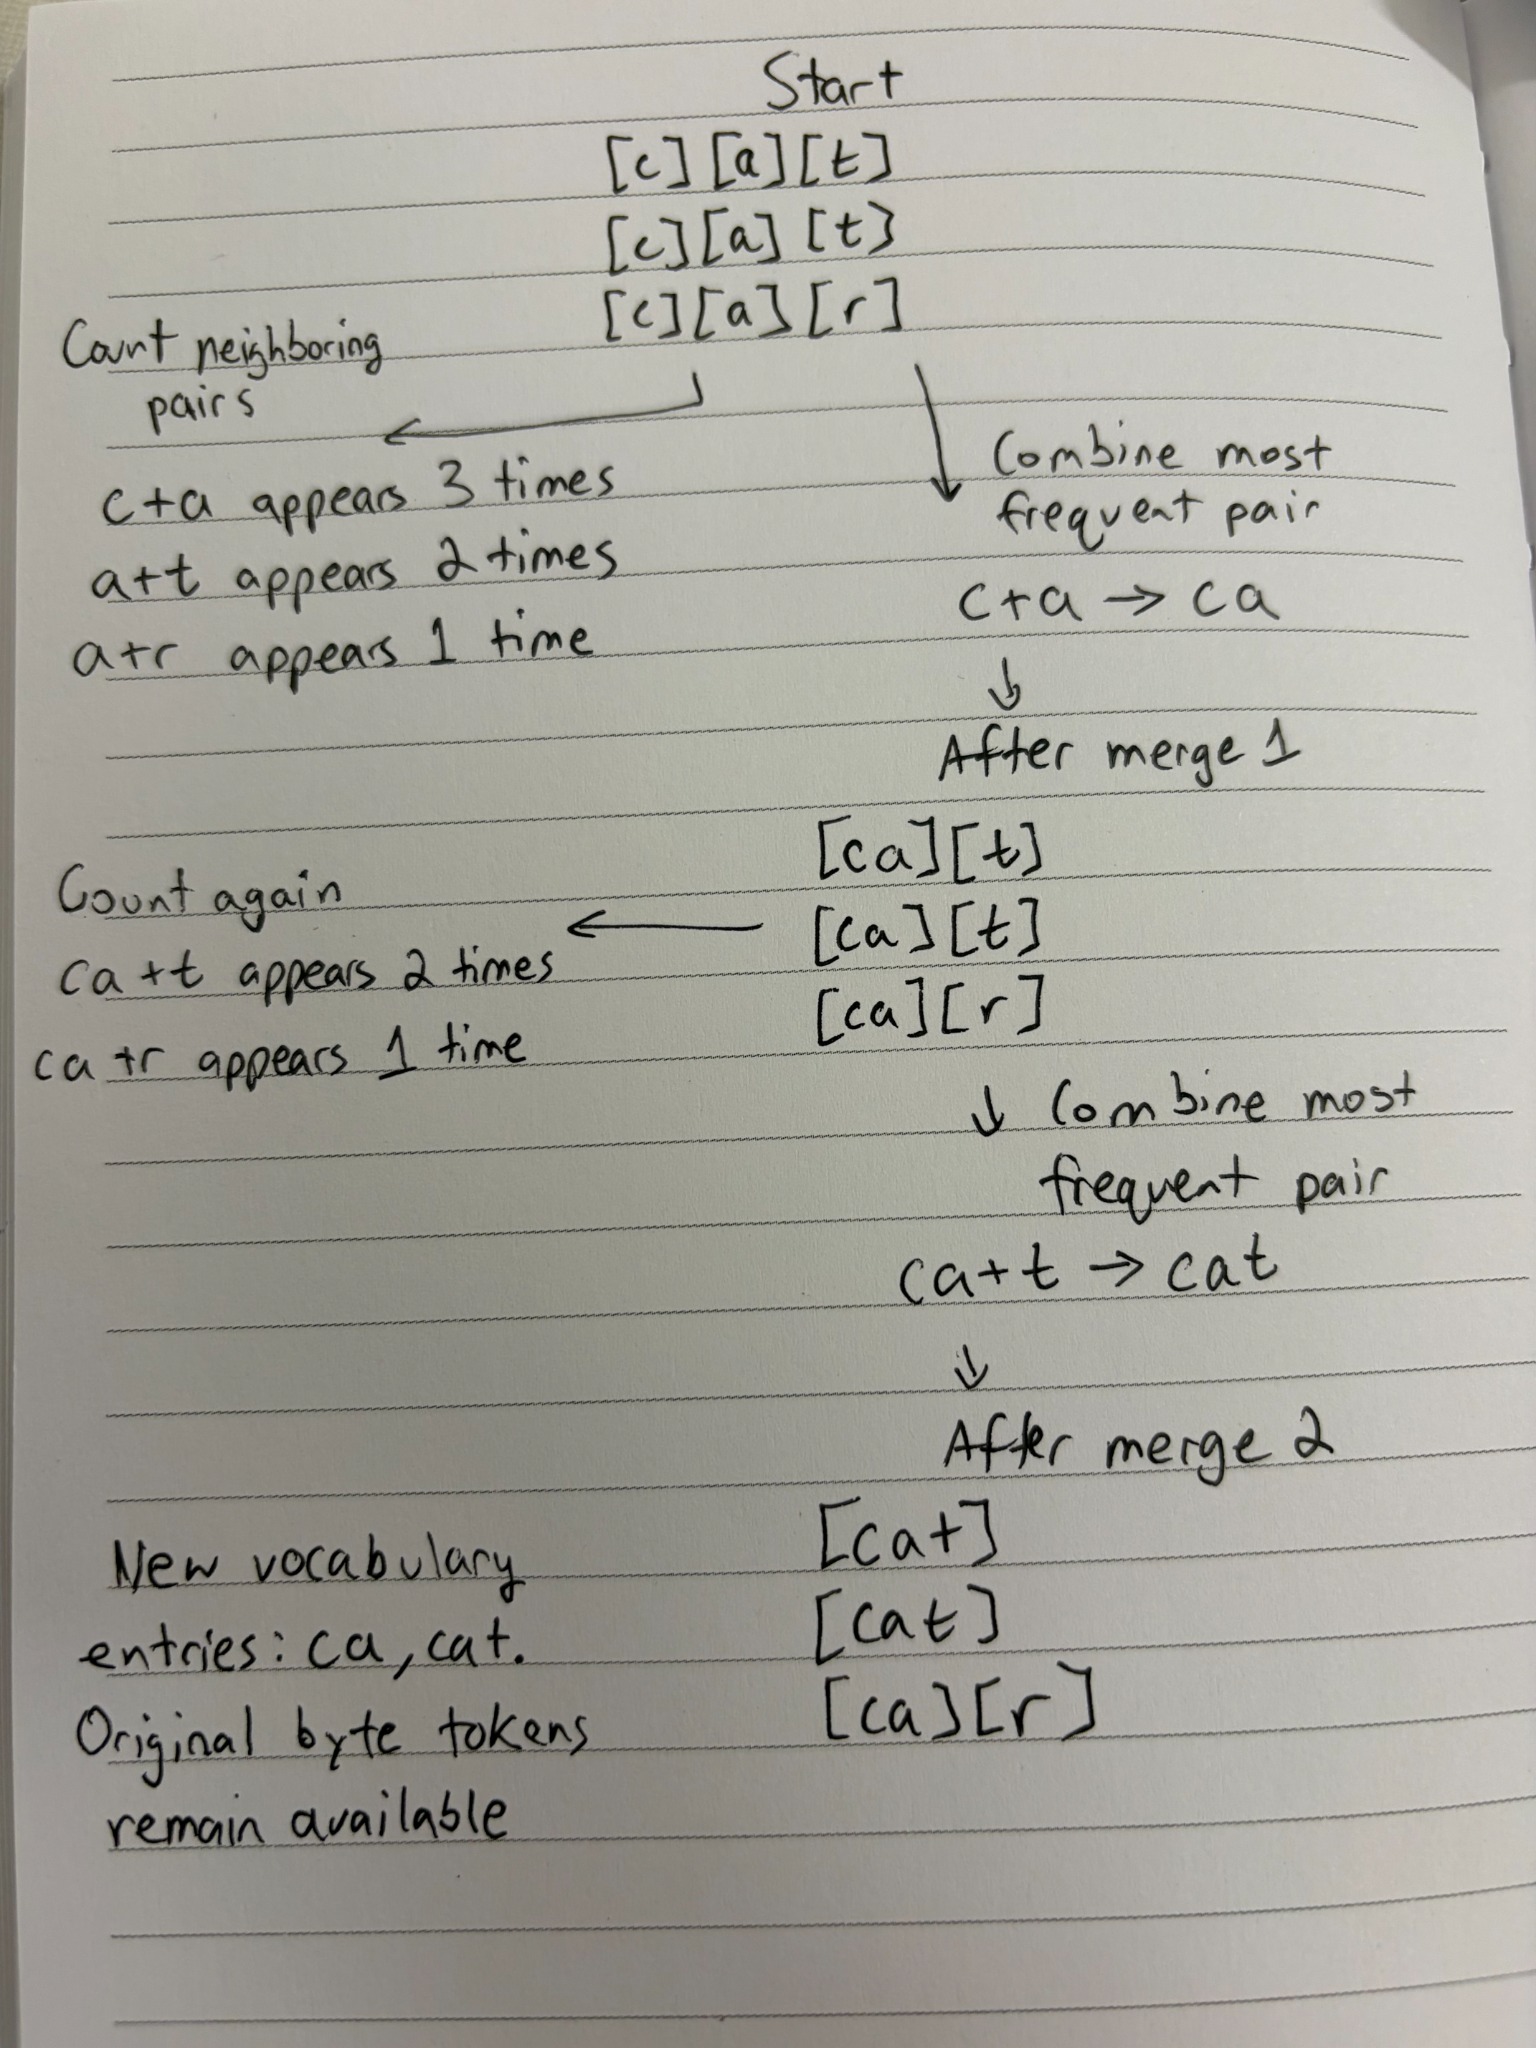 Start
[c][a][t]
[c][a][t]
[c][a][r]
Count neighboring
pairs
c+a appears 3 times
a+t appears 2 times
a+r appears 1 time
Combine most
frequent pair
c+a → ca
↓
After merge 1
[ca][t]
[ca][t]
[ca][r]
Count again
ca+t appears 2 times
ca+r appears 1 time
↓ Combine most
frequent pair
ca+t → cat
↓
After merge 2
[cat]
[cat]
[ca][r]
New vocabulary
entries: ca, cat.
Original byte tokens
remain available